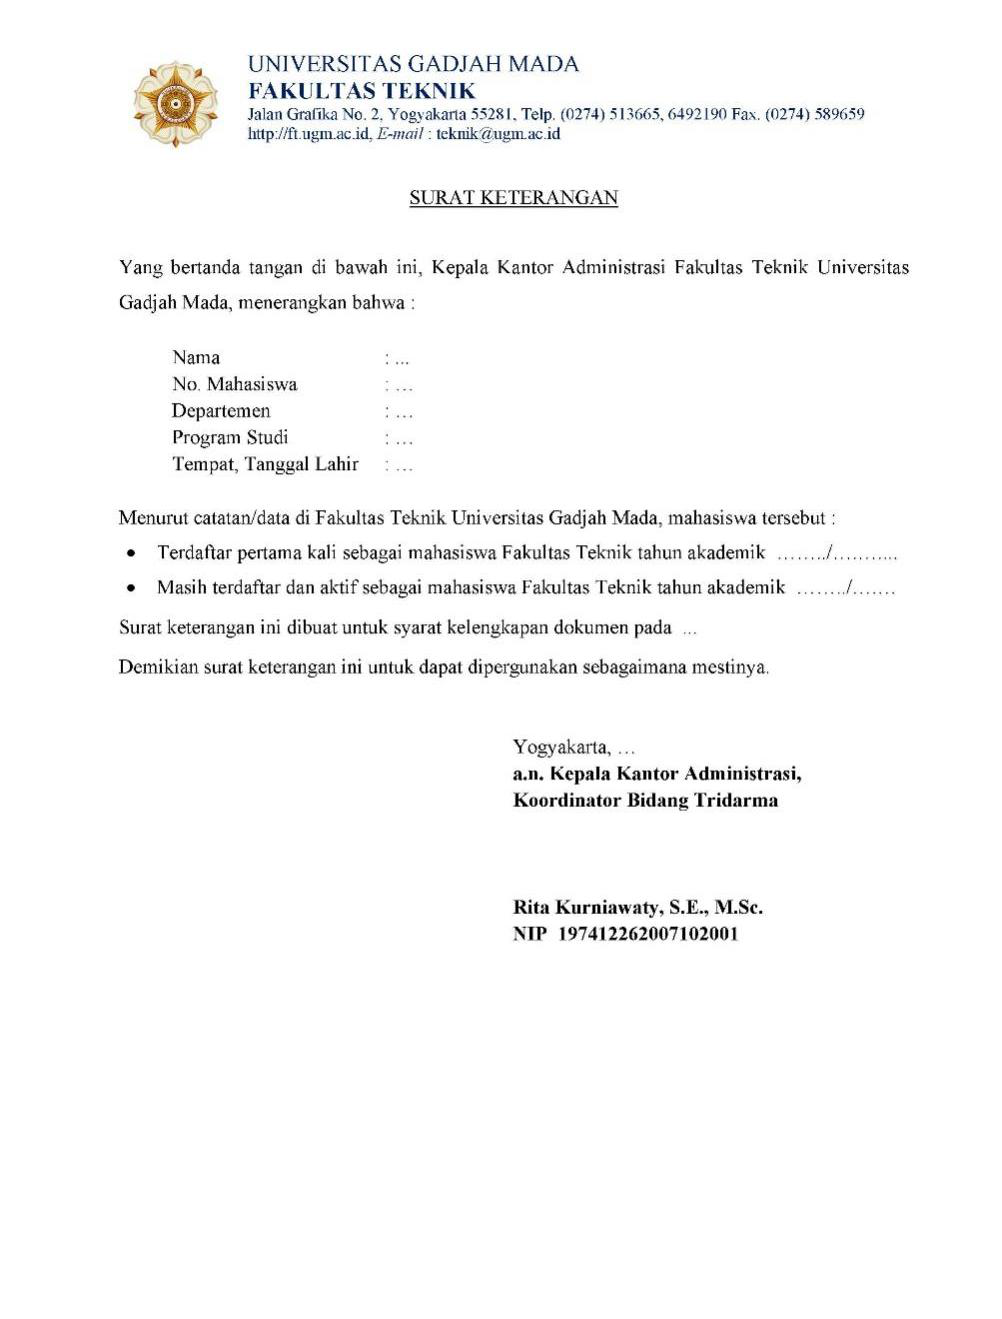 UNIVERSITAS GADJAH MADA
FAKULTAS TEKNIK
Jalan Grafika No. 2, Yogyakarta 55281, Telp. (0274) 513665, 6492190 Fax. (0274) 589659
http://ft.ugm.ac.id, E-mail : teknik@ugm.ac.id
SURAT KETERANGAN
Yang bertanda tangan di bawah ini, Kepala Kantor Administrasi Fakultas Teknik Universitas
Gadjah Mada, menerangkan bahwa :
Nama : ...
No. Mahasiswa : …
Departemen : …
Program Studi : …
Tempat, Tanggal Lahir : …
Menurut catatan/data di Fakultas Teknik Universitas Gadjah Mada, mahasiswa tersebut :
• Terdaftar pertama kali sebagai mahasiswa Fakultas Teknik tahun akademik ……../………...
• Masih terdaftar dan aktif sebagai mahasiswa Fakultas Teknik tahun akademik ……../…….
Surat keterangan ini dibuat untuk syarat kelengkapan dokumen pada ...
Demikian surat keterangan ini untuk dapat dipergunakan sebagaimana mestinya.
Yogyakarta, …
a.n. Kepala Kantor Administrasi,
Koordinator Bidang Tridarma
Rita Kurniawaty, S.E., M.Sc.
NIP 197412262007102001